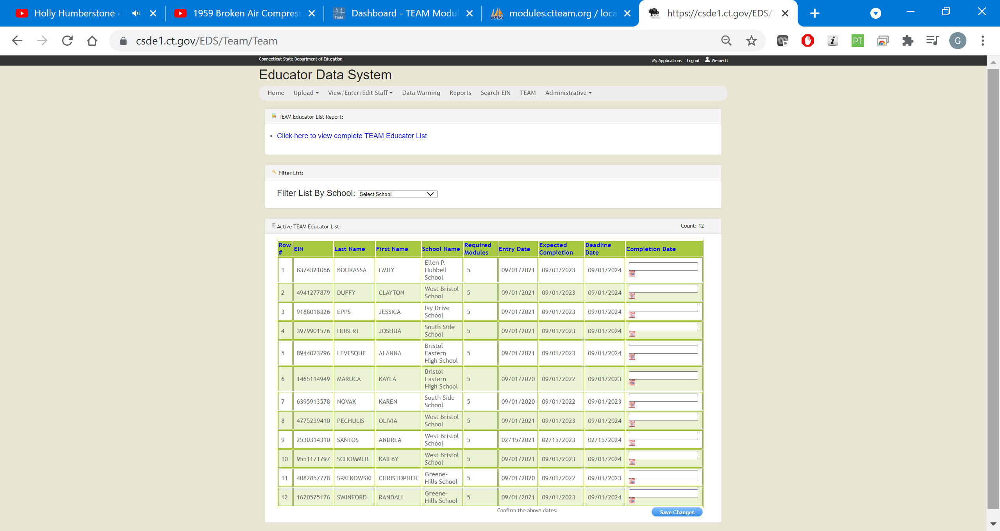 Holly Humberstone -
1959 Broken Air Compress
Dashboard - TEAM Modul
modules.ctteam.org / loca
https://csde1.ct.gov/EDS/T
csde1.ct.gov/EDS/Team/Team
PT
G
Connecticut State Department of Education
My Applications Logout WeinerG
Educator Data System
Home Upload View/Enter/Edit Staff Data Warning Reports Search EIN TEAM Administrative
TEAM Educator List Report:
Click here to view complete TEAM Educator List
Filter List:
Filter List By School: Select School
Active TEAM Educator List: Count: 12
Row # EIN Last Name First Name School Name Required Modules Entry Date Expected Completion Deadline Date Completion Date
1 8374321066 BOURASSA EMILY Ellen P. Hubbell School 5 09/01/2021 09/01/2023 09/01/2024
2 4941277879 DUFFY CLAYTON West Bristol School 5 09/01/2021 09/01/2023 09/01/2024
3 9188018326 EPPS JESSICA Ivy Drive School 5 09/01/2021 09/01/2023 09/01/2024
4 3979901576 HUBERT JOSHUA South Side School 5 09/01/2021 09/01/2023 09/01/2024
5 8944023796 LEVESQUE ALANNA Bristol Eastern High School 5 09/01/2021 09/01/2023 09/01/2024
6 1465114949 MARUCA KAYLA Bristol Eastern High School 5 09/01/2020 09/01/2022 09/01/2023
7 6395913578 NOVAK KAREN South Side School 5 09/01/2020 09/01/2022 09/01/2023
8 4775239410 PECHULIS OLIVIA West Bristol School 5 09/01/2021 09/01/2023 09/01/2024
9 2530314310 SANTOS ANDREA West Bristol School 5 02/15/2021 02/15/2023 02/15/2024
10 9551171797 SCHOMMER KAILBY West Bristol School 5 09/01/2021 09/01/2023 09/01/2024
11 4082857778 SPATKOWSKI CHRISTOPHER Greene-Hills School 5 09/01/2020 09/01/2022 09/01/2023
12 1620575176 SWINFORD RANDALL Greene-Hills School 5 09/01/2021 09/01/2023 09/01/2024
Confirm the above dates: Save Changes